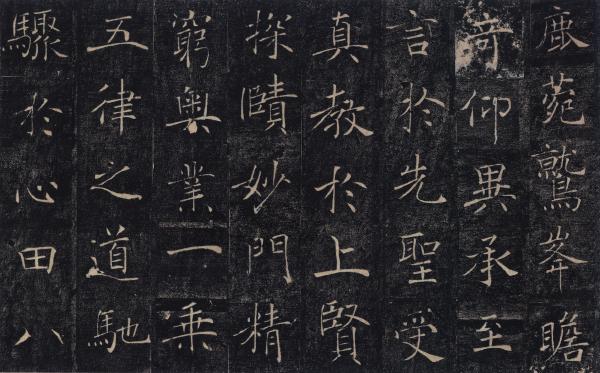 鹿菀鷲峯瞻
奇仰異承至
言於先聖受
真教於上賢
探賾妙門精
窮奥業一乗
五律之道馳
驟於心田八